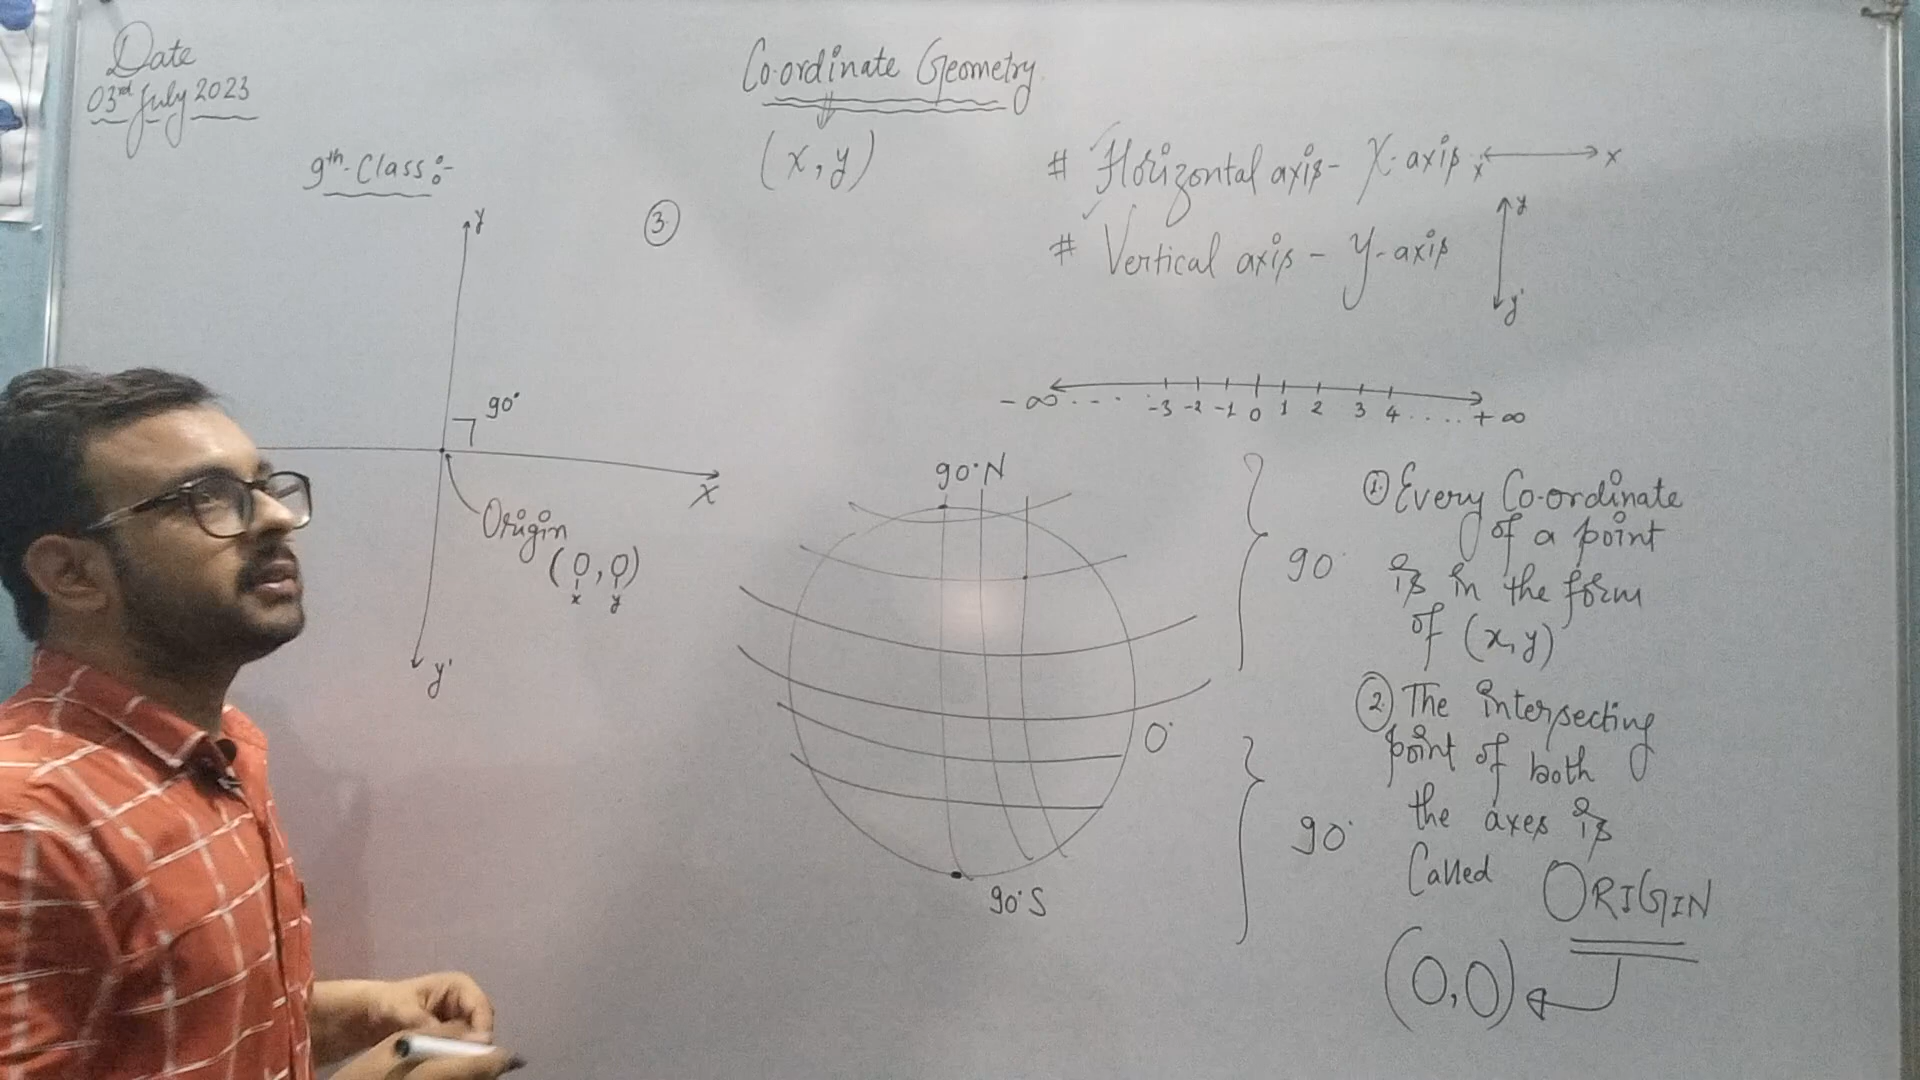 Date
03rd July 2023
Co-ordinate Geometry
(x, y)
9th Class:-
# Horizontal axis - X-axis x' x
# Vertical axis - Y-axis y y'
y
3
90°
X
Origin
(0,0)
x y
y'
-∞.... -3 -2 -1 0 1 2 3 4 ..... +∞
90°N
0°
90°S
90°
90°
1. Every Co-ordinate
of a point
is in the form
of (x, y)
2. The intersecting
point of both
the axes is
Called ORIGIN
(0,0)